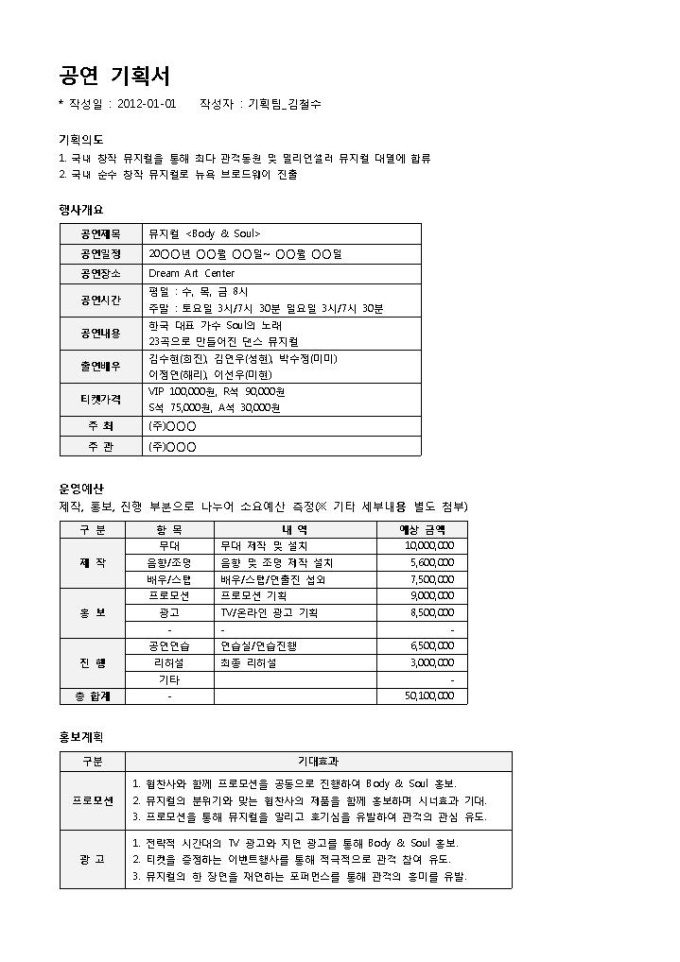 공연 기획서
* 작성일 : 2012-01-01 작성자 : 기획팀_김철수
기획의도
1. 국내 창작 뮤지컬을 통해 최다 관객동원 및 밀리언셀러 뮤지컬 대열에 합류
2. 국내 순수 창작 뮤지컬로 뉴욕 브로드웨이 진출
행사개요
공연제목 뮤지컬 <Body & Soul>
공연일정 20〇〇년 〇〇월 〇〇일~ 〇〇월 〇〇일
공연장소 Dream Art Center
공연시간 평일 : 수, 목, 금 8시
주말 : 토요일 3시/7시 30분 일요일 3시/7시 30분
공연내용 한국 대표 가수 Soul의 노래
23곡으로 만들어진 댄스 뮤지컬
출연배우 김수현(희진), 김연우(성현), 박수정(미미)
이정연(해리), 이선우(미현)
티켓가격 VIP 100,000원, R석 90,000원
S석 75,000원, A석 30,000원
주 최 (주)〇〇〇
주 관 (주)〇〇〇
운영예산
제작, 홍보, 진행 부분으로 나누어 소요예산 측정(※ 기타 세부내용 별도 첨부)
구 분 항 목 내 역 예상 금액
제 작 무대 무대 제작 및 설치 10,000,000
음향/조명 음향 및 조명 제작 설치 5,600,000
배우/스탭 배우/스탭/연출진 섭외 7,500,000
홍 보 프로모션 프로모션 기획 9,000,000
광고 TV/온라인 광고 기획 8,500,000
- - -
진 행 공연연습 연습실/연습진행 6,500,000
리허설 최종 리허설 3,000,000
기타 -
총 합계 - 50,100,000
홍보계획
구분 기대효과
프로모션 1. 협찬사와 함께 프로모션을 공동으로 진행하여 Body & Soul 홍보.
2. 뮤지컬의 분위기와 맞는 협찬사의 제품을 함께 홍보하며 시너효과 기대.
3. 프로모션을 통해 뮤지컬을 알리고 호기심을 유발하여 관객의 관심 유도.
광 고 1. 전략적 시간대의 TV 광고와 지면 광고를 통해 Body & Soul 홍보.
2. 티켓을 증정하는 이벤트행사를 통해 적극적으로 관객 참여 유도.
3. 뮤지컬의 한 장면을 재연하는 포퍼먼스를 통해 관객의 흥미를 유발.